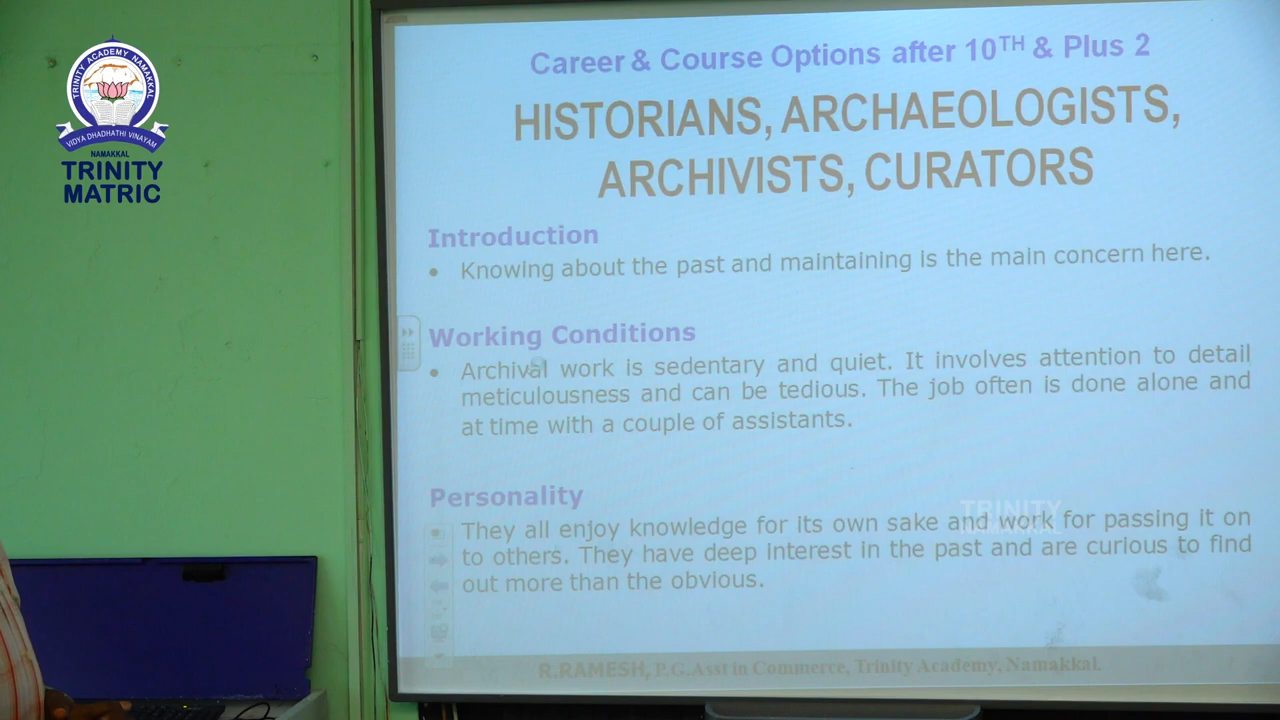 TRINITY ACADEMY NAMAKKAL
VIDYA DHADHATHI VINAYAM
NAMAKKAL
TRINITY
MATRIC
Career & Course Options after 10TH & Plus 2
HISTORIANS, ARCHAEOLOGISTS,
ARCHIVISTS, CURATORS
Introduction
• Knowing about the past and maintaining is the main concern here.
Working Conditions
• Archival work is sedentary and quiet. It involves attention to detail
meticulousness and can be tedious. The job often is done alone and
at time with a couple of assistants.
Personality
They all enjoy knowledge for its own sake and work for passing it on
to others. They have deep interest in the past and are curious to find
out more than the obvious.
TRINITY
NAMAKKAL
R.RAMESH, P.G.Asst in Commerce, Trinity Academy, Namakkal.